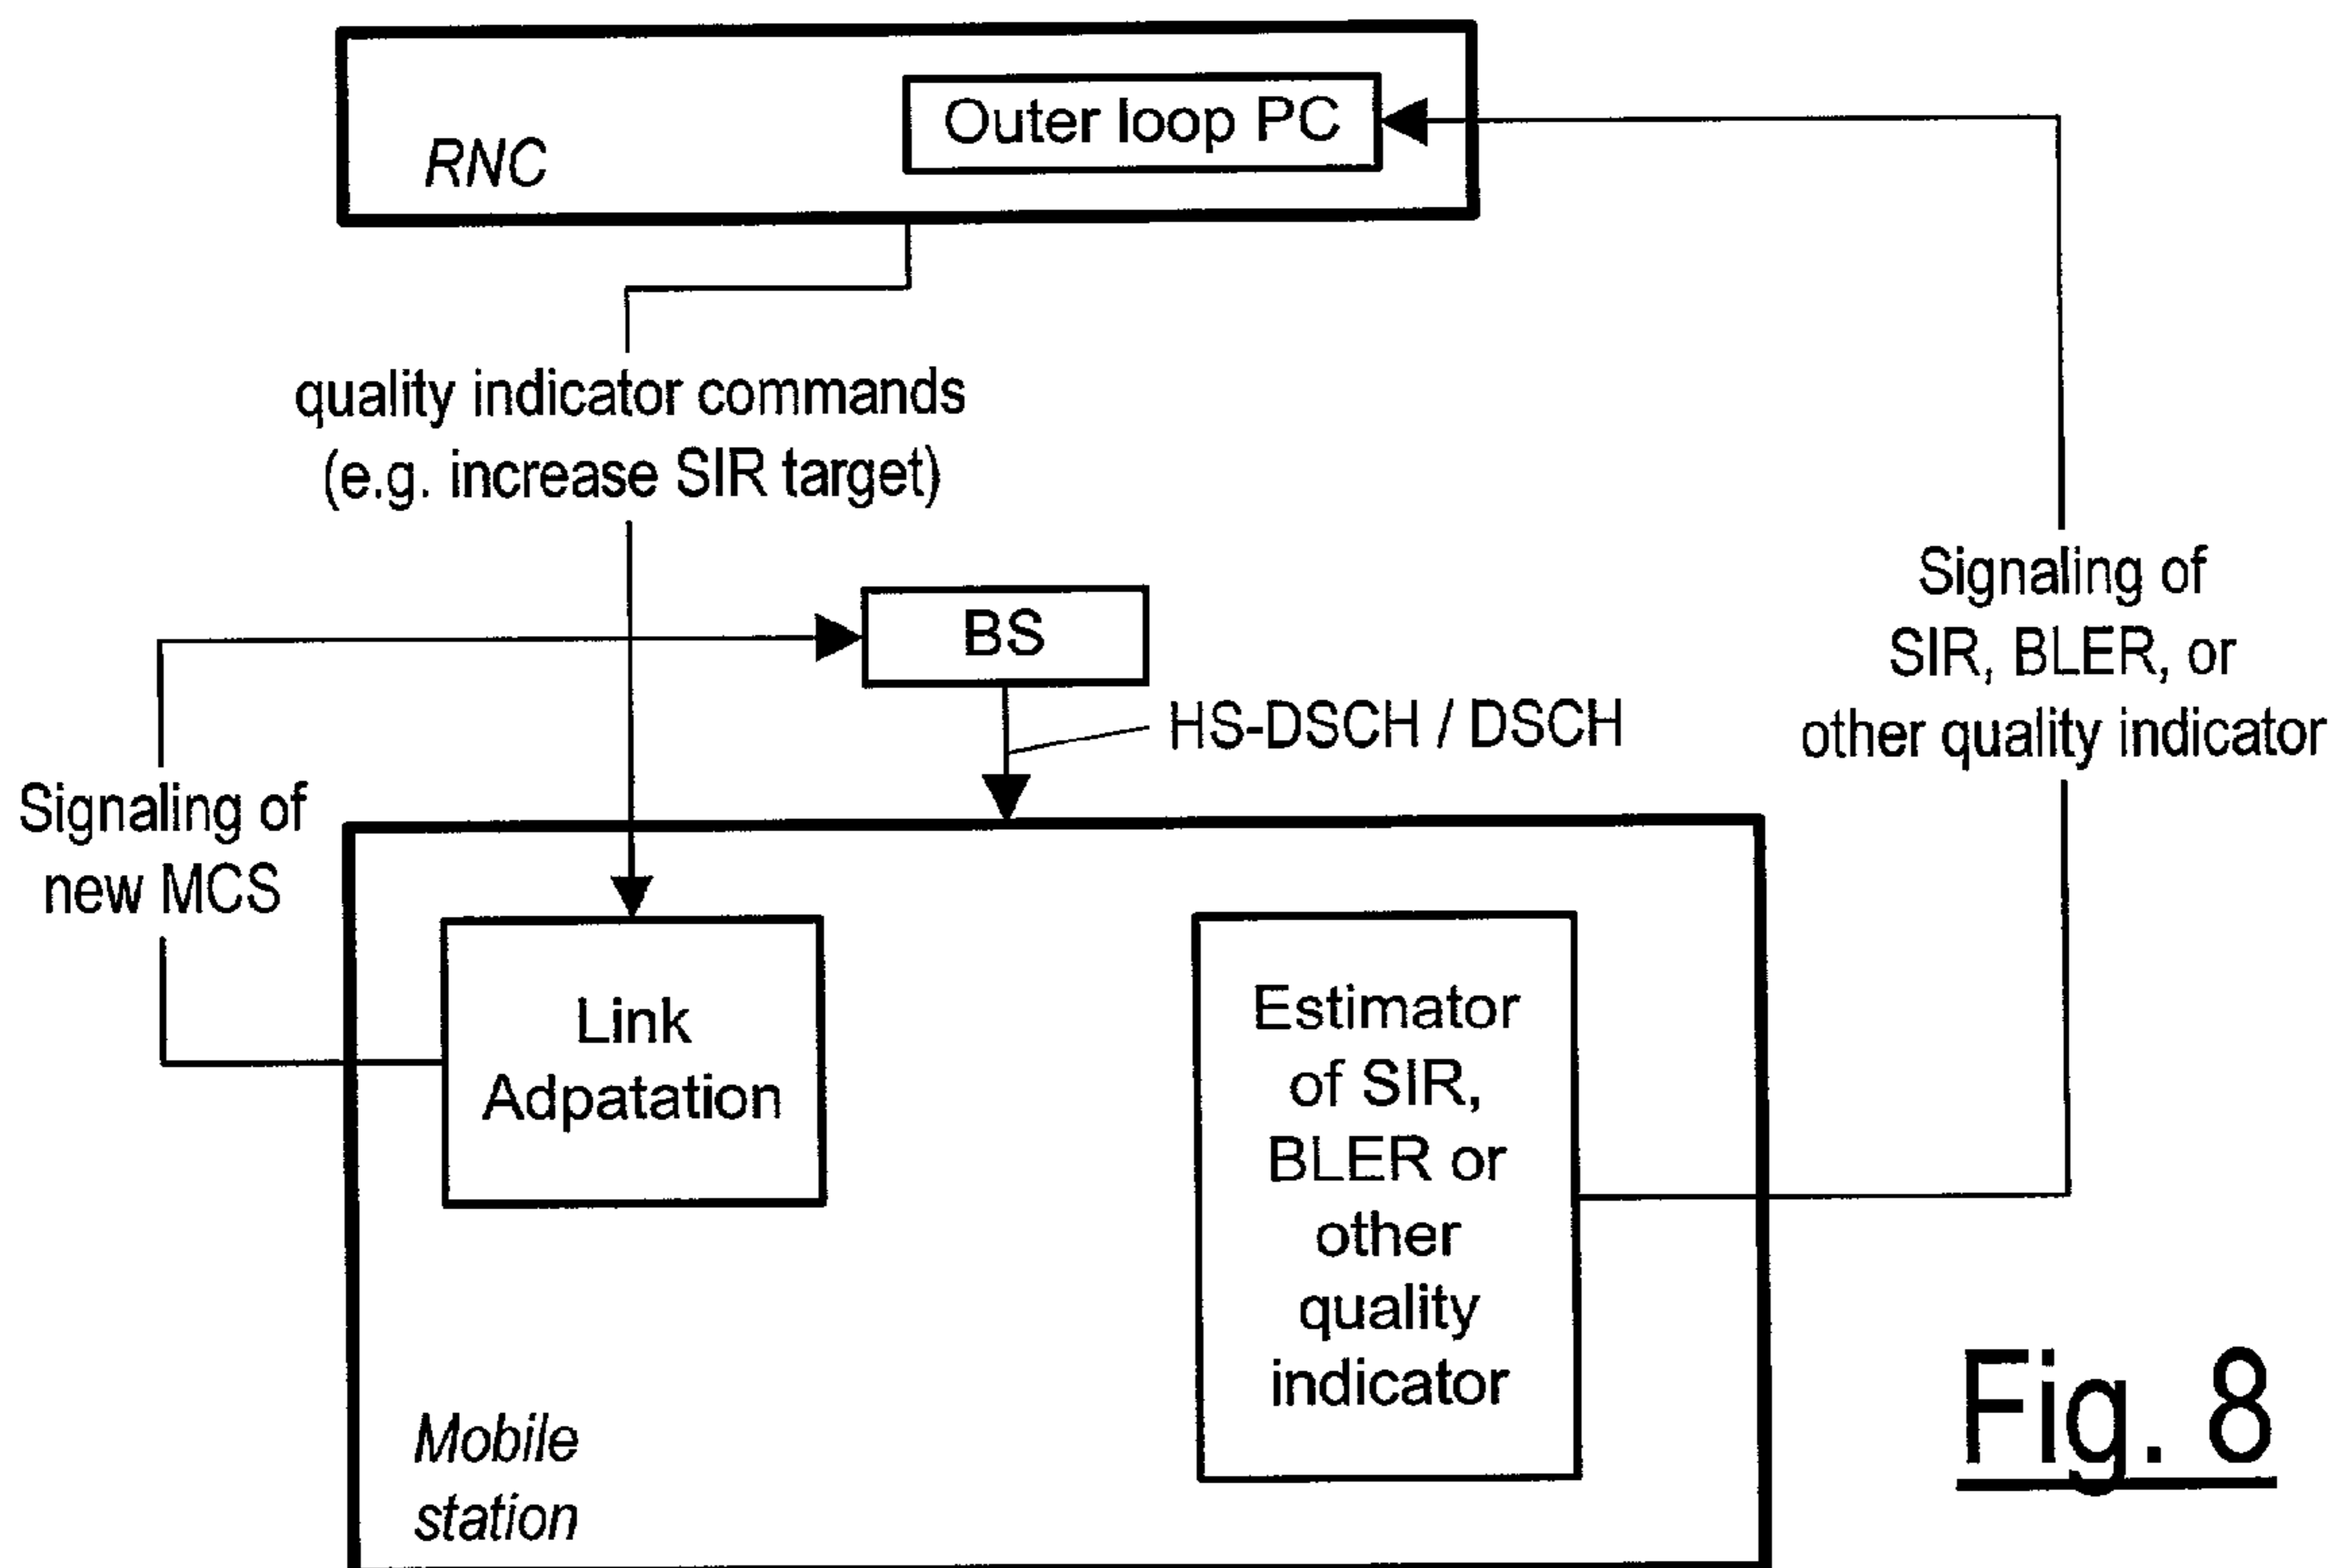 Outer loop PC
RNC
quality indicator commands
(e.g. increase SIR target)
BS
HS-DSCH / DSCH
Signaling of
SIR, BLER, or
other quality indicator
Signaling of
new MCS
Link
Adpatation
Estimator
of SIR,
BLER or
other
quality
indicator
Mobile
station
Fig. 8